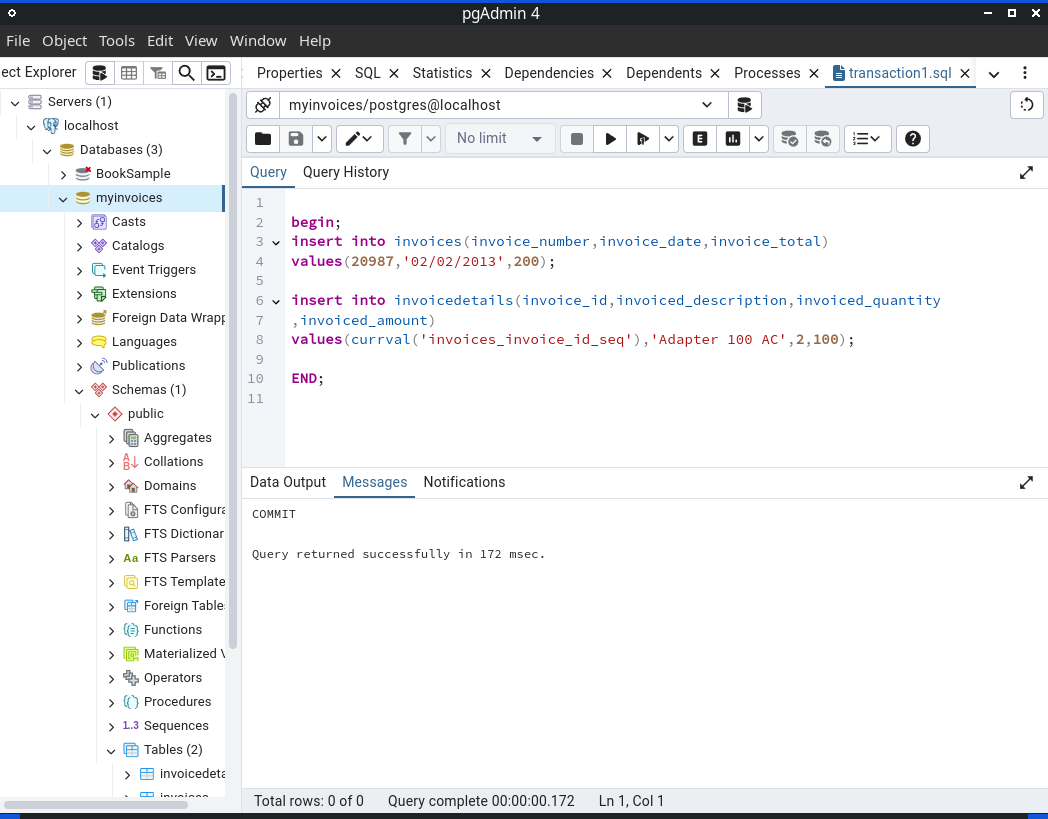 pgAdmin 4
File Object Tools Edit View Window Help
ect Explorer
Properties SQL Statistics Dependencies Dependents Processes transaction1.sql
Servers (1)
localhost
Databases (3)
BookSample
myinvoices
Casts
Catalogs
Event Triggers
Extensions
Foreign Data Wrapp
Languages
Publications
Schemas (1)
public
Aggregates
Collations
Domains
FTS Configura
FTS Dictionar
Aa FTS Parsers
FTS Template
Foreign Table
Functions
Materialized V
Operators
Procedures
1..3 Sequences
Tables (2)
invoicedeta
invoices
myinvoices/postgres@localhost
No limit
E
Query Query History
1
2 begin;
3 insert into invoices(invoice_number,invoice_date,invoice_total)
4 values(20987,'02/02/2013',200);
5
6 insert into invoicedetails(invoice_id,invoiced_description,invoiced_quantity
7 ,invoiced_amount)
8 values(currval('invoices_invoice_id_seq'),'Adapter 100 AC',2,100);
9
10 END;
11
Data Output Messages Notifications
COMMIT
Query returned successfully in 172 msec.
Total rows: 0 of 0 Query complete 00:00:00.172 Ln 1, Col 1